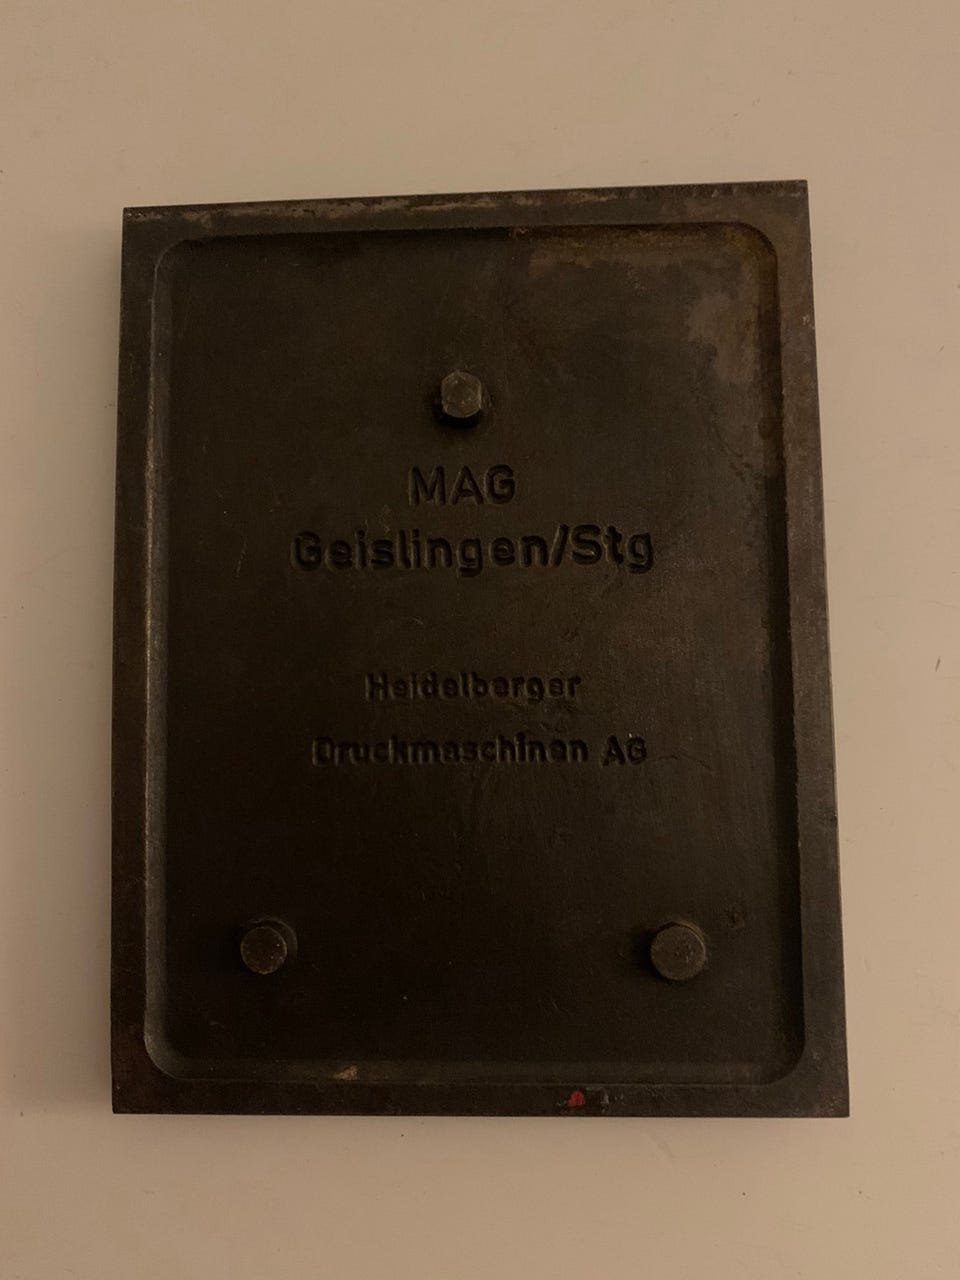 MAG
Geislingen/Stg
Heidelberger
Druckmaschinen AG